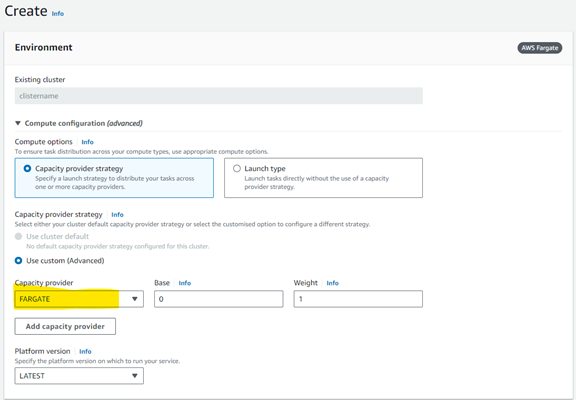 Create Info
Environment
AWS Fargate
Existing cluster
clistername
Compute configuration (advanced)
Compute options Info
To ensure task distribution across your compute types, use appropriate compute options.
Capacity provider strategy
Specify a launch strategy to distribute your tasks across
one or more capacity providers.
Launch type
Launch tasks directly without the use of a capacity
provider strategy.
Capacity provider strategy Info
Select either your cluster default capacity provider strategy or select the customised option to configure a different strategy.
Use cluster default
No default capacity provider strategy configured for this cluster.
Use custom (Advanced)
Capacity provider Base Info Weight Info
FARGATE 0 1
Add capacity provider
Platform version Info
Specify the platform version on which to run your service.
LATEST